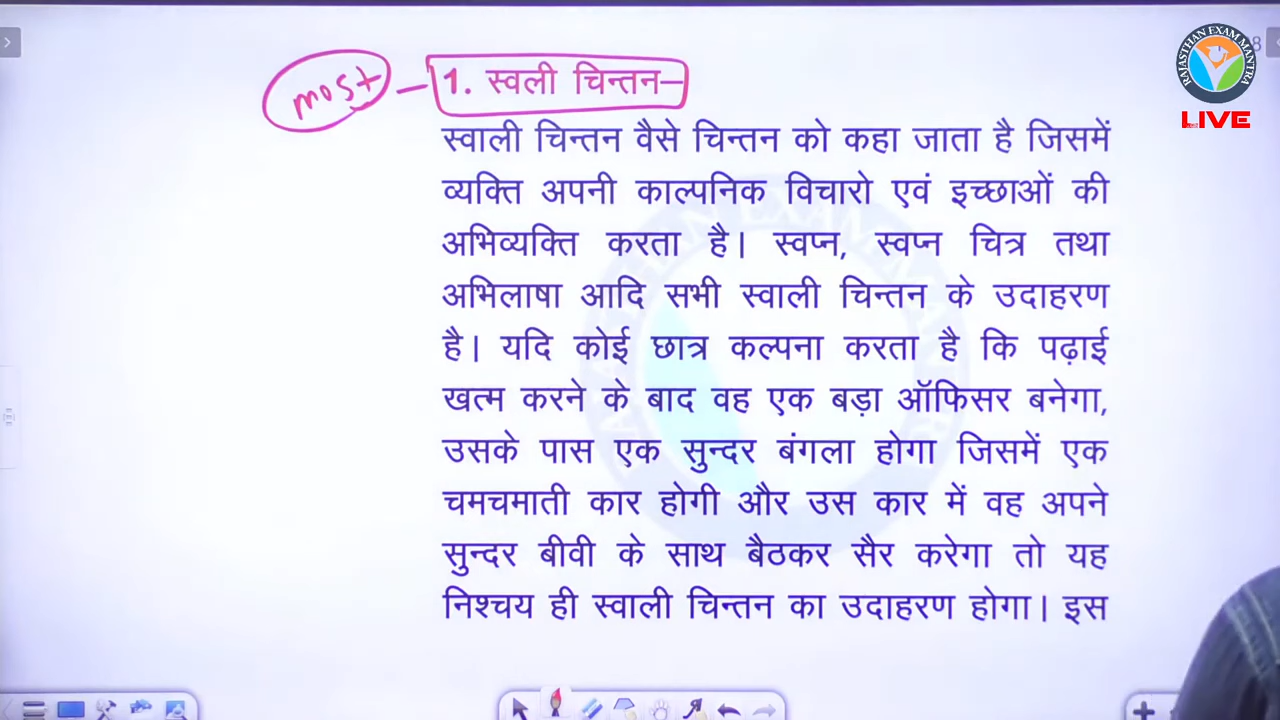 RAJASTHAN EXAM MANTRA
LIVE
most
1. स्वली चिन्तन–
स्वाली चिन्तन वैसे चिन्तन को कहा जाता है जिसमें
व्यक्ति अपनी काल्पनिक विचारो एवं इच्छाओं की
अभिव्यक्ति करता है। स्वप्न, स्वप्न चित्र तथा
अभिलाषा आदि सभी स्वाली चिन्तन के उदाहरण
है। यदि कोई छात्र कल्पना करता है कि पढ़ाई
खत्म करने के बाद वह एक बड़ा ऑफिसर बनेगा,
उसके पास एक सुन्दर बंगला होगा जिसमें एक
चमचमाती कार होगी और उस कार में वह अपने
सुन्दर बीवी के साथ बैठकर सैर करेगा तो यह
निश्चय ही स्वाली चिन्तन का उदाहरण होगा। इस